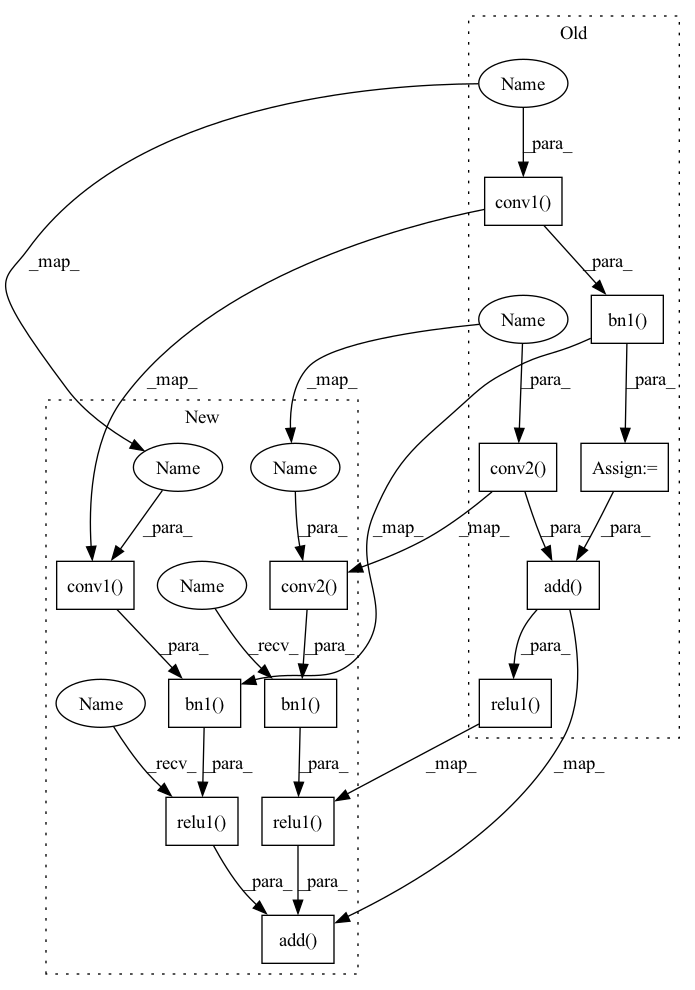 Old
Name
_para_
conv1()
_map_
_para_
Name
bn1()
_map_
_map_
_para_
_para_
New
Name
Name
conv2()
Assign:=
_para_
_para_
_map_
_map_
_para_
_para_
conv1()
Name
conv2()
add()
_para_
_recv_
_para_
_para_
Name
bn1()
bn1()
relu1()
_recv_
_para_
_para_
_map_
_map_
relu1()
relu1()
_para_
_para_
add()